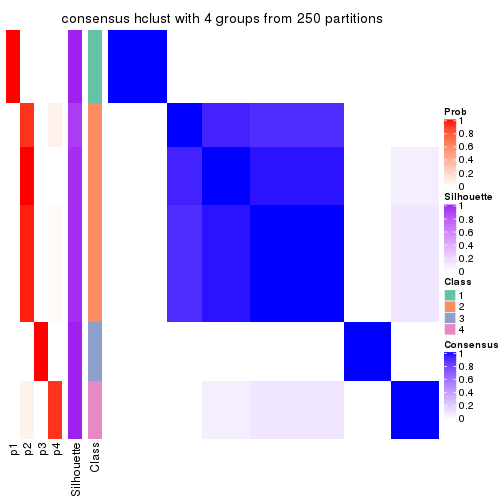 consensus hclust with 4 groups from 250 partitions
Prob
1
0.8
0.6
0.4
0.2
0
Silhouette
1
0.8
0.6
0.4
0.2
0
Class
1
2
3
4
Consensus
1
0.8
0.6
0.4
0.2
0
p1
p2
p3
p4
Silhouette
Class